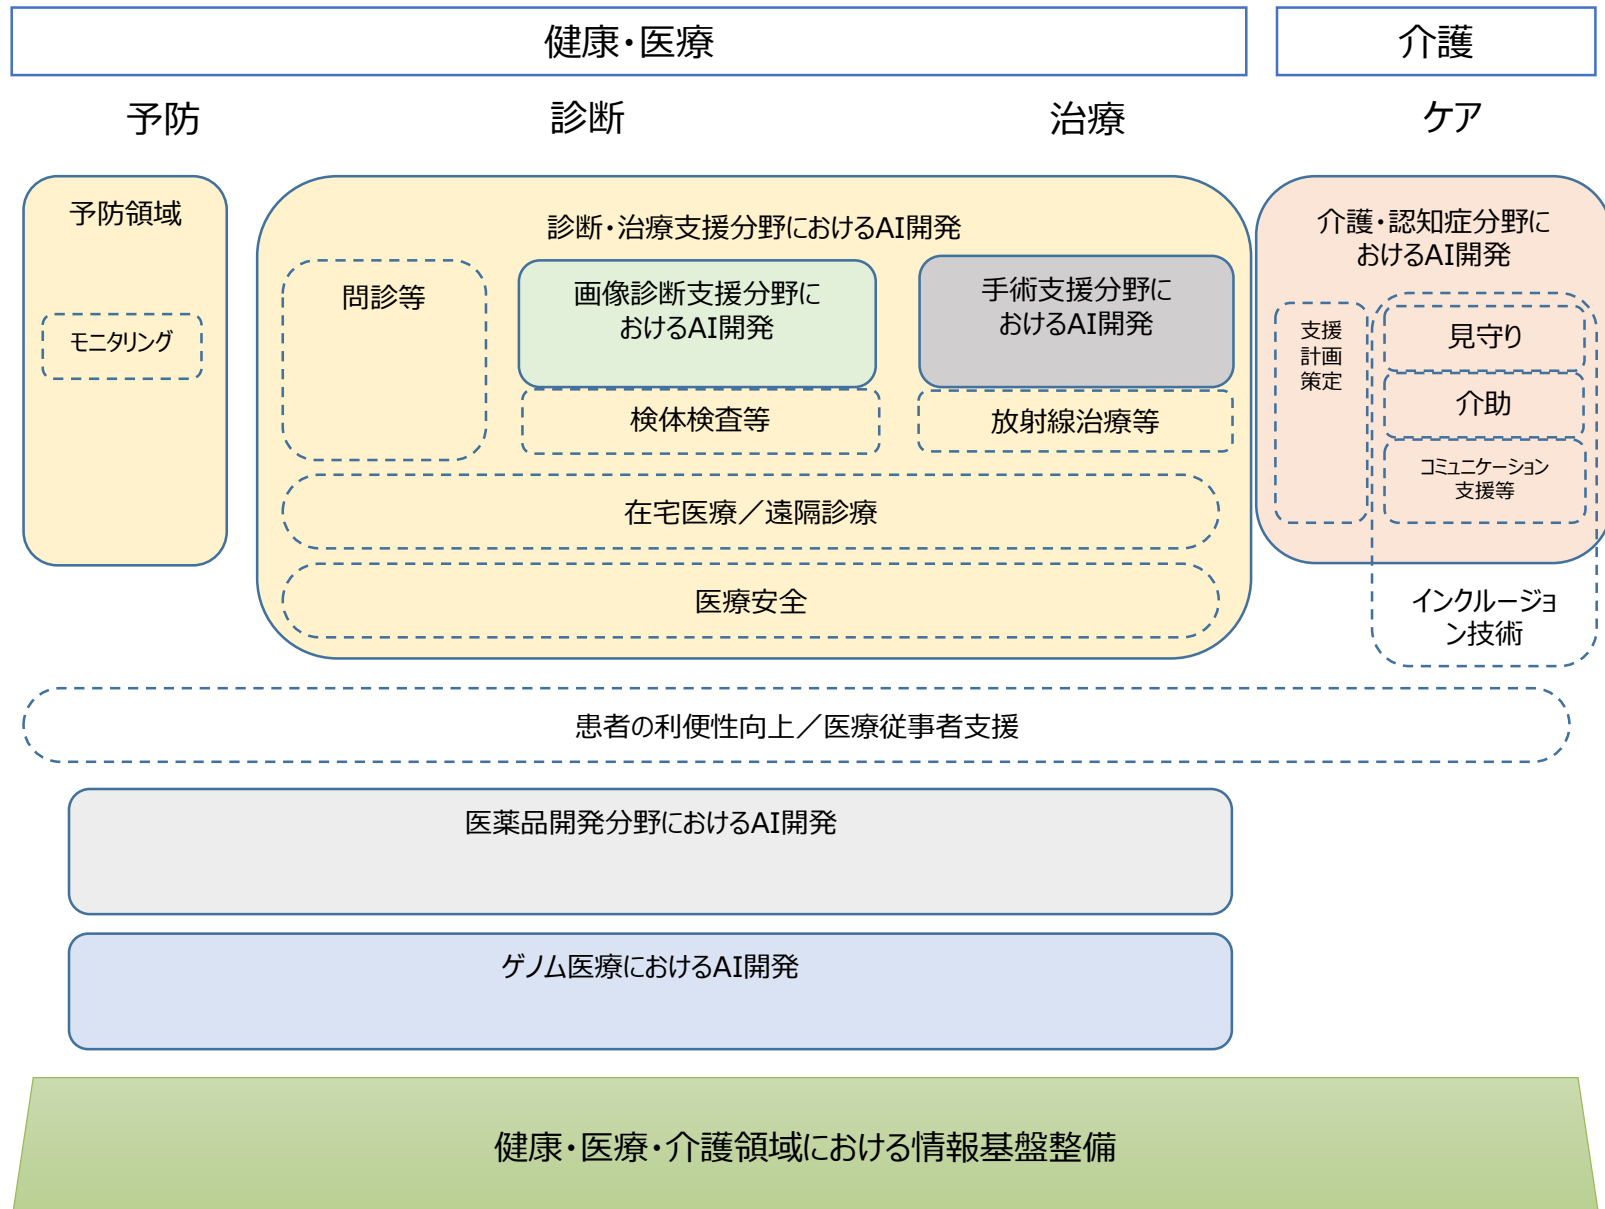 健康・医療
介護
予防
診断
治療
ケア
予防領域
モニタリング
診断・治療支援分野におけるAI開発
問診等
画像診断支援分野に
おけるAI開発
手術支援分野に
おけるAI開発
検体検査等
放射線治療等
在宅医療／遠隔診療
医療安全
介護・認知症分野に
おけるAI開発
支援
計画
策定
見守り
介助
コミュニケーション
支援等
インクルージョ
ン技術
患者の利便性向上／医療従事者支援
医薬品開発分野におけるAI開発
ゲノム医療におけるAI開発
健康・医療・介護領域における情報基盤整備